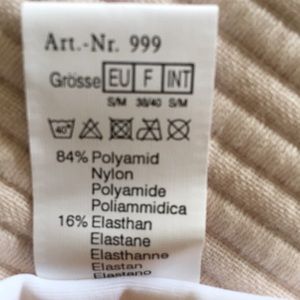 Art.-Nr. 999
Grösse EU F INT
S/M 38/40 S/M
40°
84% Polyamid
Nylon
Polyamide
Poliammidica
16% Elasthan
Elastane
Elasthanne
Elastan
Elastano